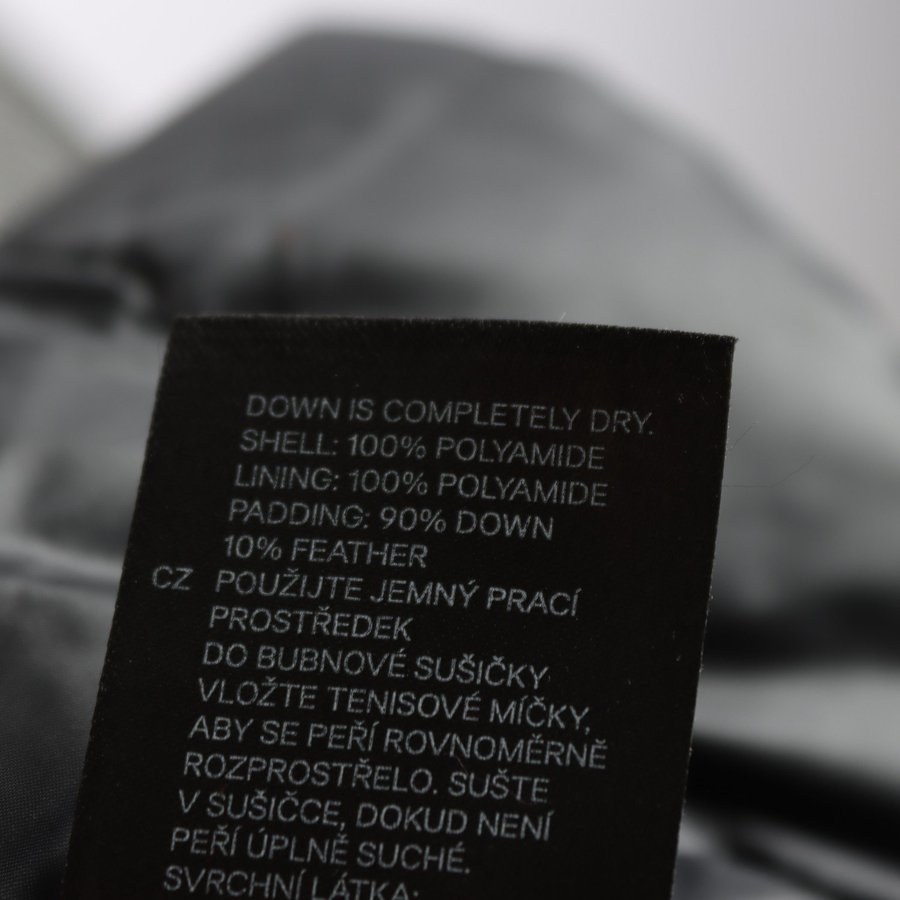 DOWN IS COMPLETELY DRY.
SHELL: 100% POLYAMIDE
LINING: 100% POLYAMIDE
PADDING: 90% DOWN
10% FEATHER
CZ POUŽIJTE JEMNÝ PRACÍ
PROSTŘEDEK
DO BUBNOVÉ SUŠIČKY
VLOŽTE TENISOVÉ MÍČKY,
ABY SE PEŘÍ ROVNOMĚRNĚ
ROZPROSTŘELO. SUŠTE
V SUŠIČCE, DOKUD NENÍ
PEŘÍ ÚPLNĚ SUCHÉ.
SVRCHNÍ LÁTKA: